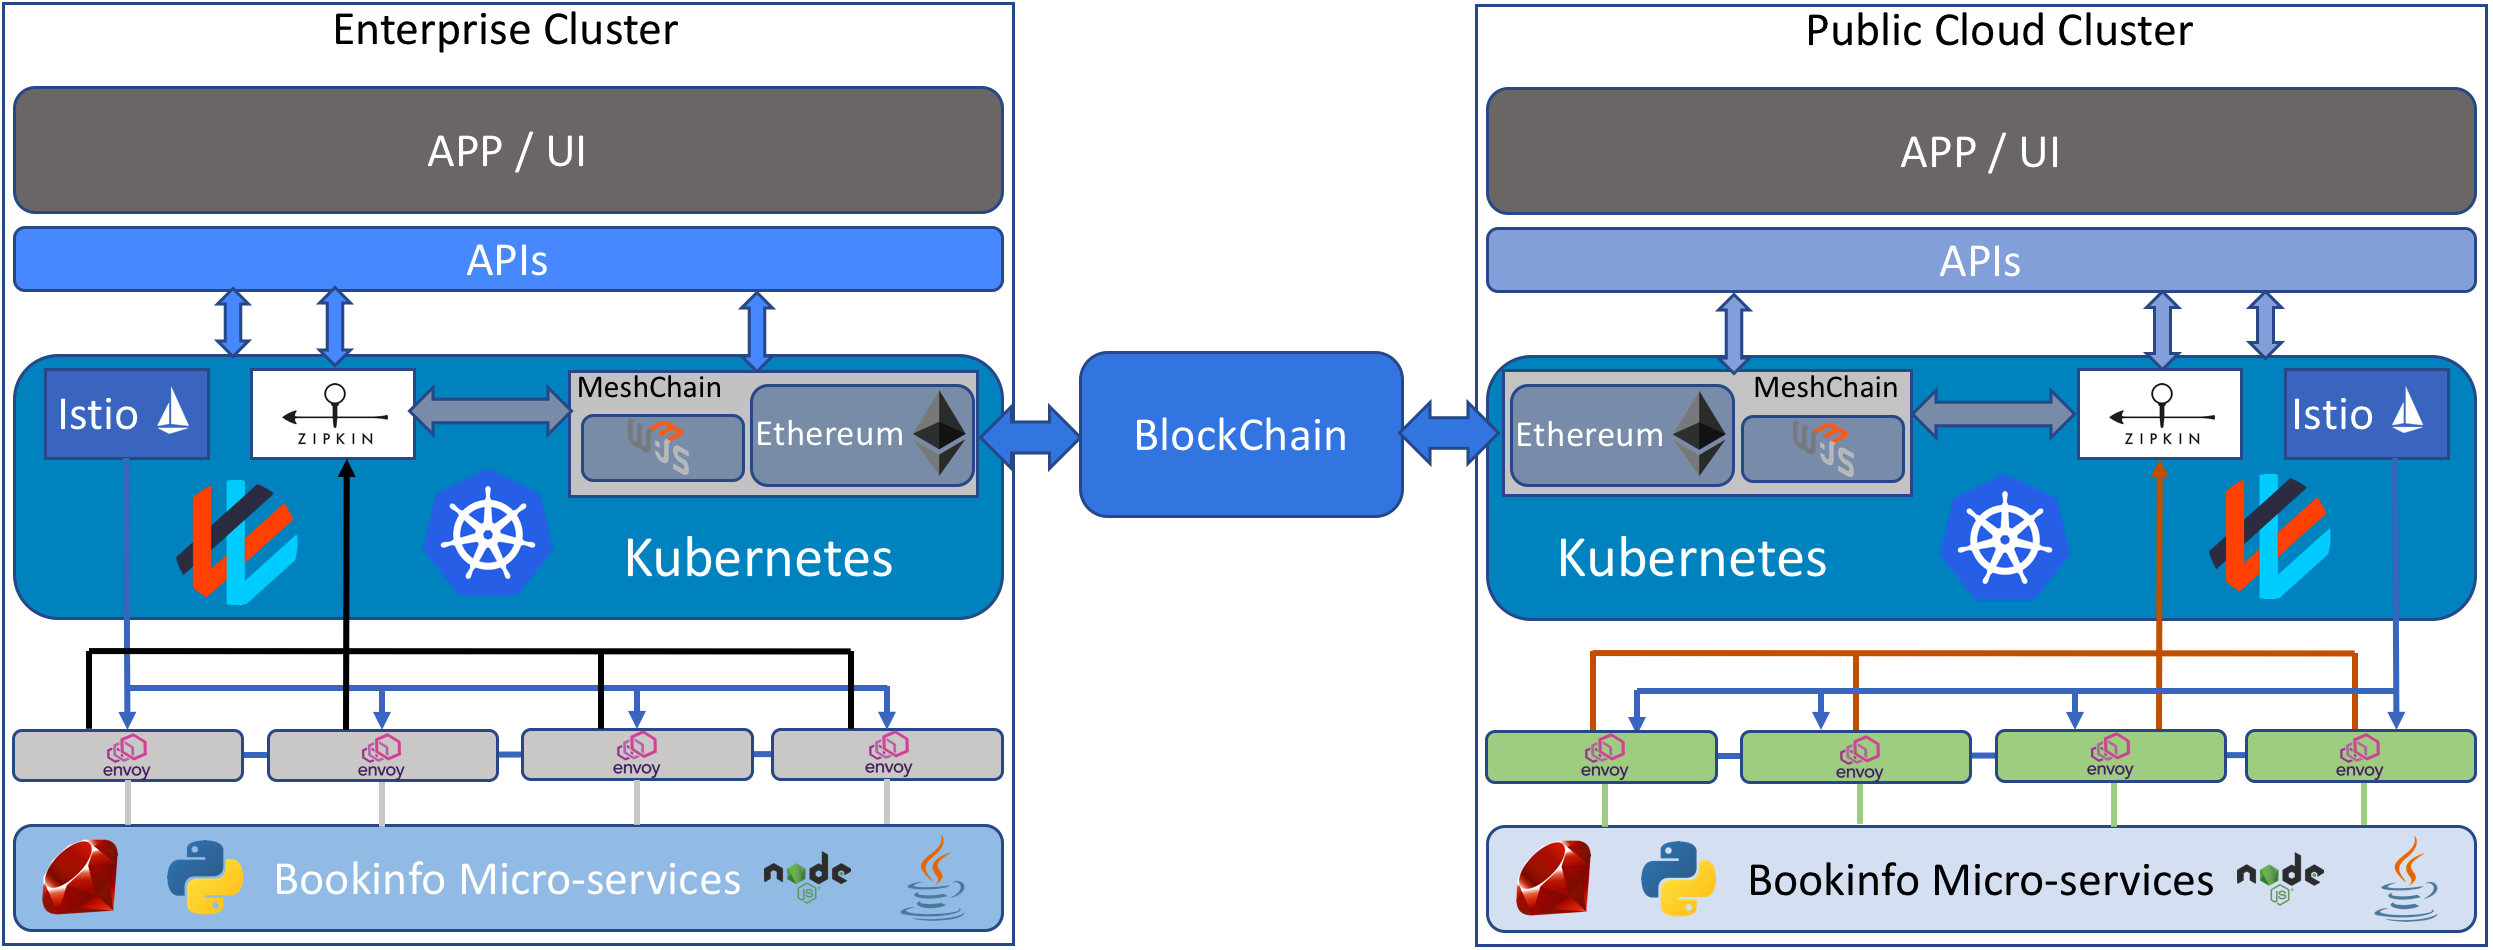 Enterprise Cluster
APP / UI
APIs
Istio
ZIPKIN
MeshChain
Ethereum
Kubernetes
envoy
envoy
envoy
envoy
Bookinfo Micro-services
node
JS
BlockChain
Public Cloud Cluster
APP / UI
APIs
Ethereum
MeshChain
ZIPKIN
Istio
Kubernetes
envoy
envoy
envoy
envoy
Bookinfo Micro-services
node
JS